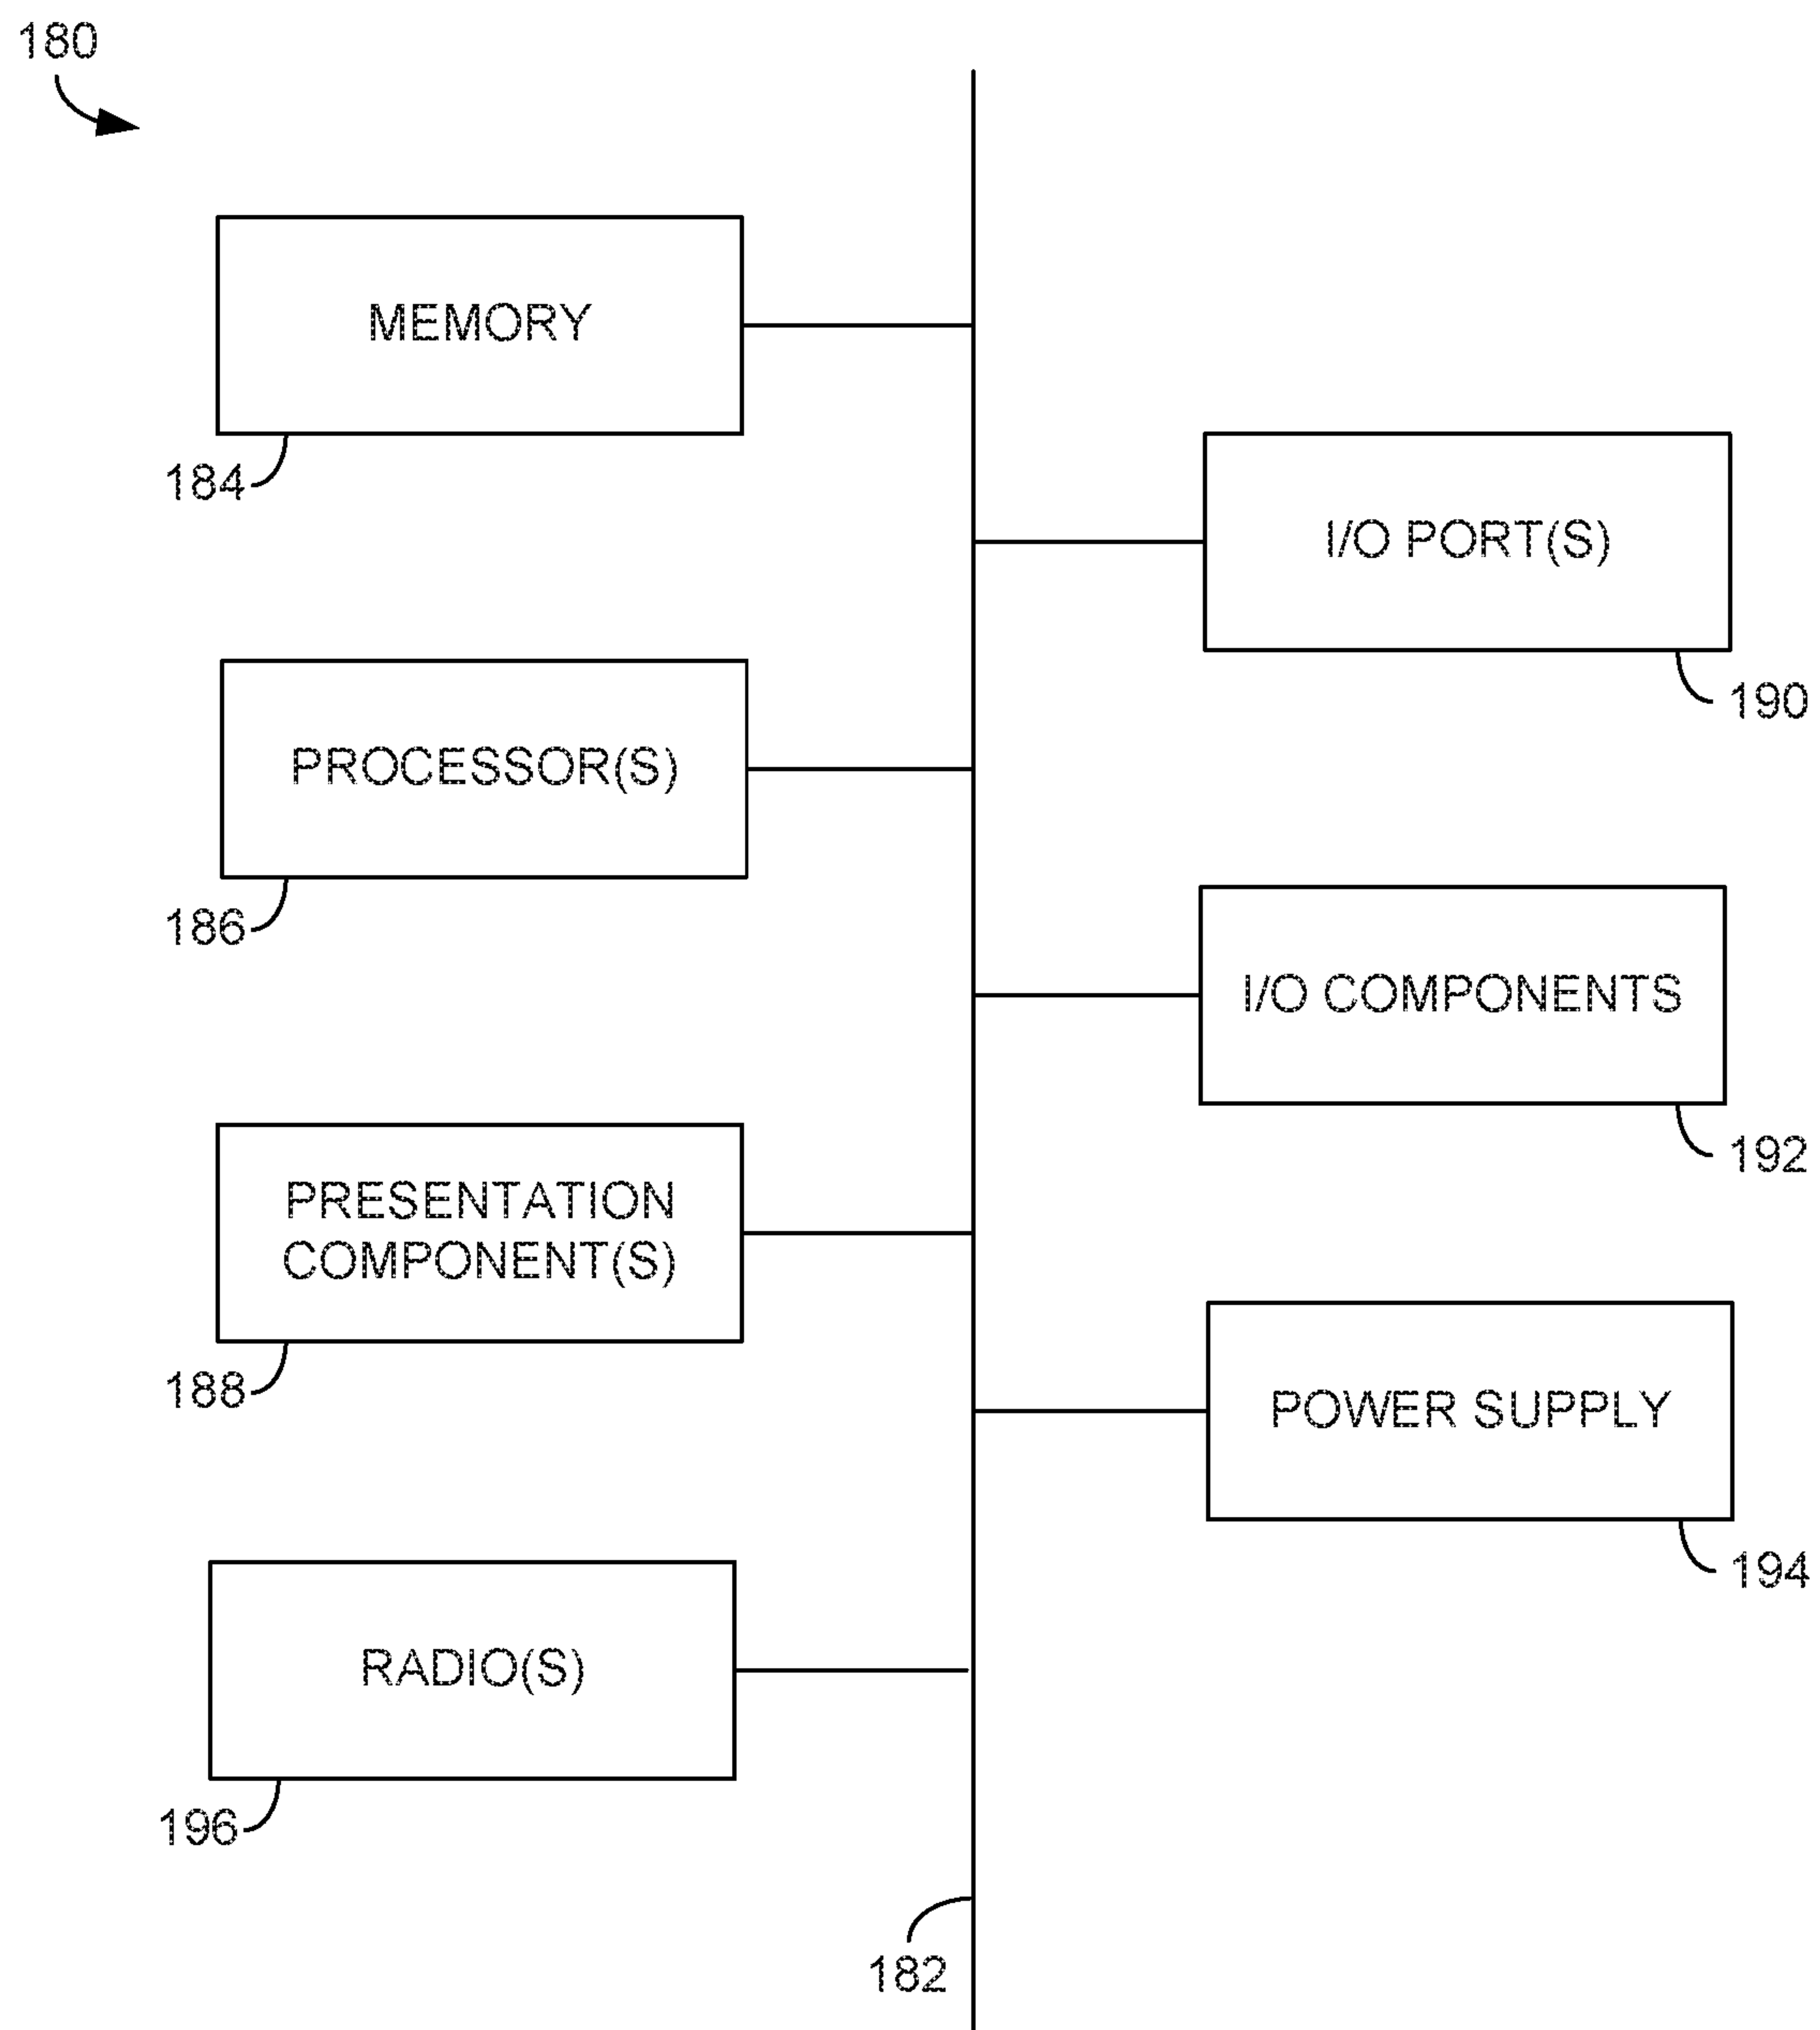 180
MEMORY
184
I/O PORT(S)
190
PROCESSOR(S)
186
I/O COMPONENTS
192
PRESENTATION
COMPONENT(S)
188
POWER SUPPLY
194
RADIO(S)
196
182